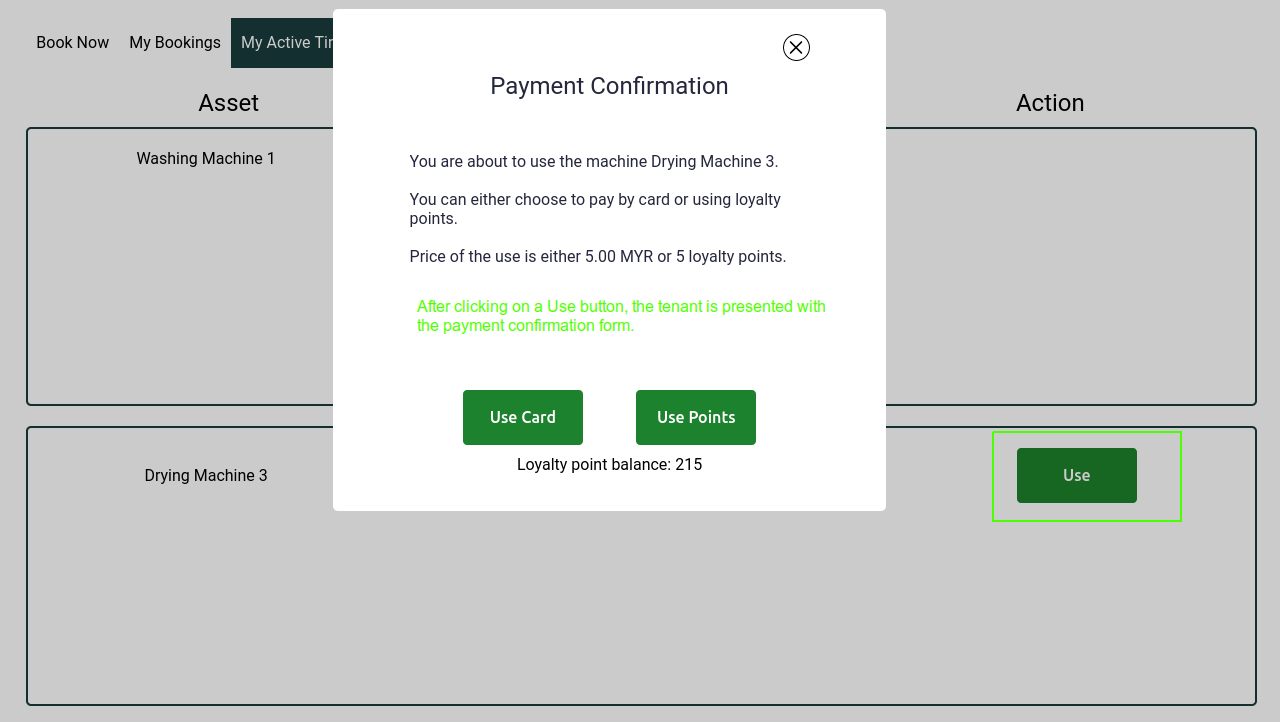 Book Now My Bookings My Active Tir
Asset Action
Washing Machine 1
Payment Confirmation
You are about to use the machine Drying Machine 3.
You can either choose to pay by card or using loyalty
points.
Price of the use is either 5.00 MYR or 5 loyalty points.
After clicking on a Use button, the tenant is presented with
the payment confirmation form.
Use Card Use Points
Loyalty point balance: 215
Drying Machine 3 Use